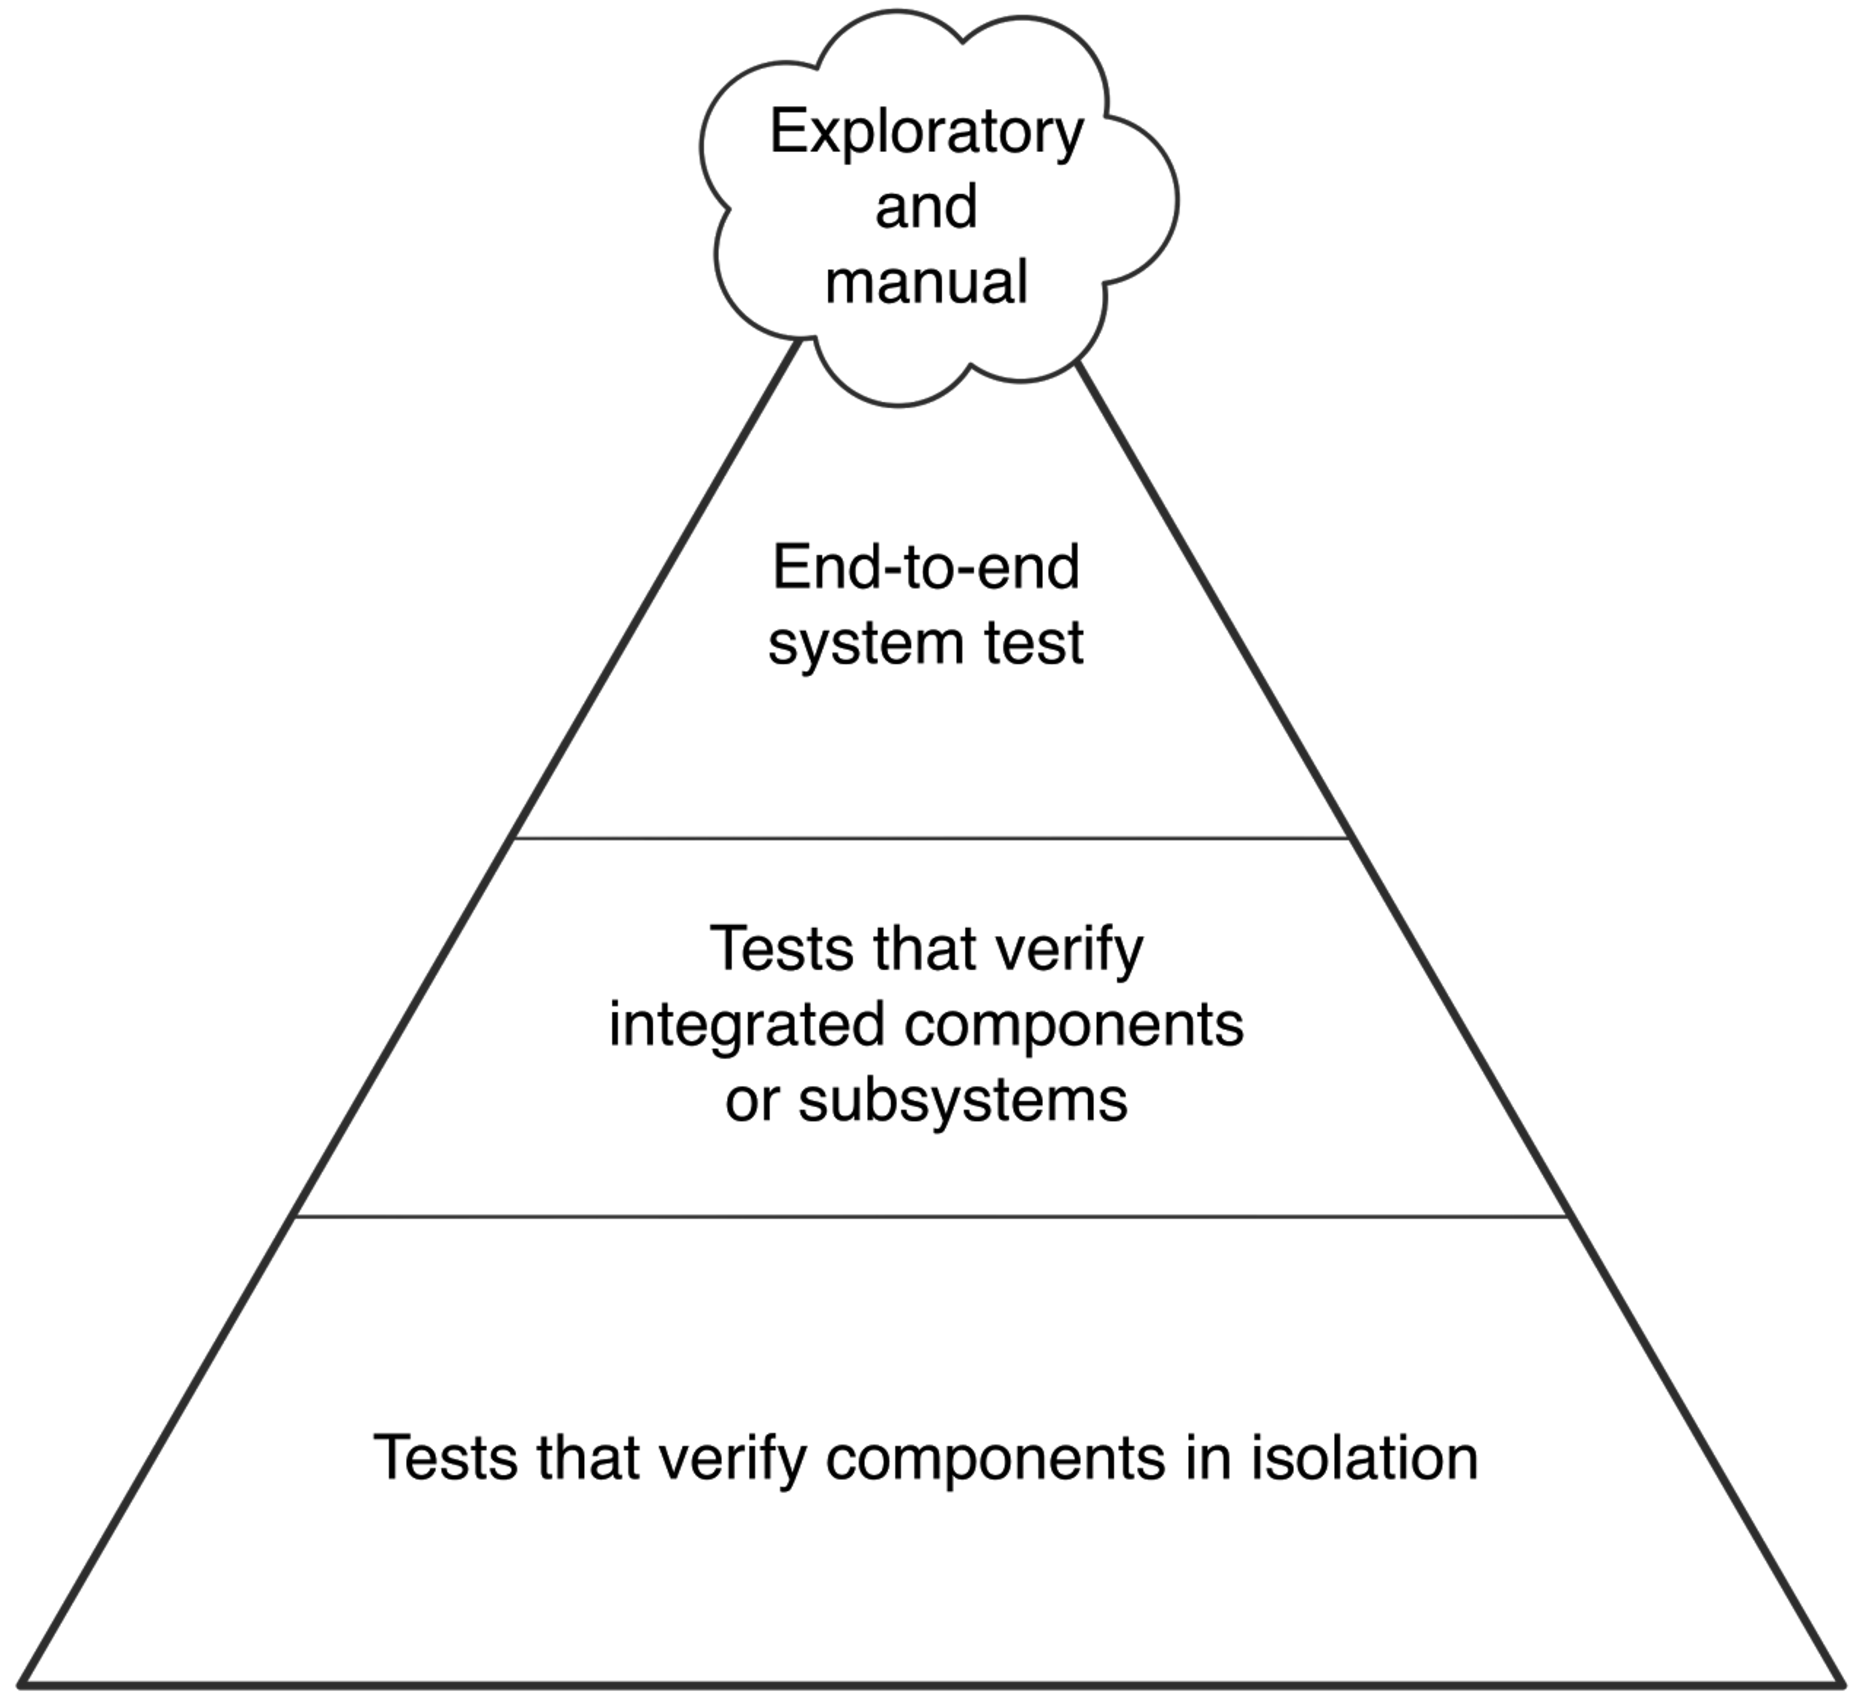 Exploratory
and
manual
End-to-end
system test
Tests that verify
integrated components
or subsystems
Tests that verify components in isolation